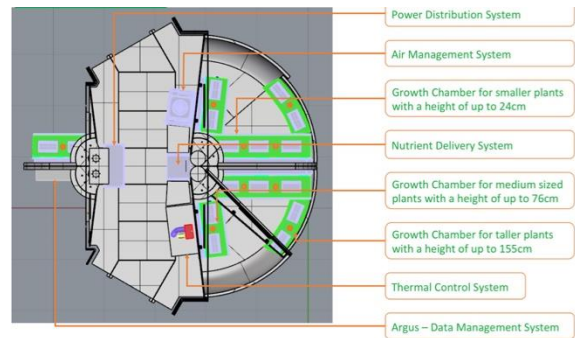 Power Distribution System
Air Management System
Growth Chamber for smaller plants
with a height of up to 24cm
Nutrient Delivery System
Growth Chamber for medium sized
plants with a height of up to 76cm
Growth Chamber for taller plants
with a height of up to 155cm
Thermal Control System
Argus – Data Management System